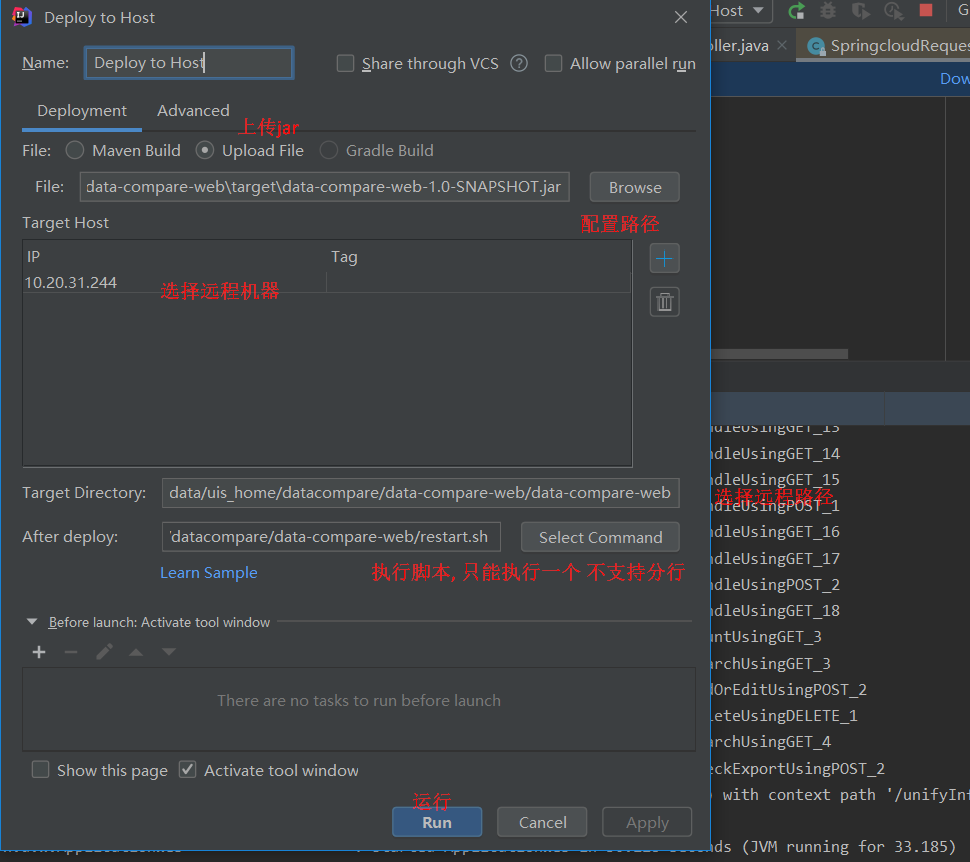 Deploy to Host
Host
G
Name: Deploy to Host
Share through VCS ? Allow parallel run
oller.java
SpringcloudReques
Dow
Deployment Advanced
上传jar
File: Maven Build Upload File Gradle Build
File: data-compare-web\target\data-compare-web-1.0-SNAPSHOT.jar Browse
Target Host
配置路径
IP Tag
10.20.31.244
选择远程机器
Target Directory: data/uis_home/datacompare/data-compare-web/data-compare-web
选择远程路径
After deploy: /datacompare/data-compare-web/restart.sh Select Command
Learn Sample
执行脚本, 只能执行一个 不支持分行
Before launch: Activate tool window
There are no tasks to run before launch
Show this page Activate tool window
运行
Run Cancel Apply
ndleUsingGET_13
ndleUsingGET_14
ndleUsingGET_15
ndleUsingPOST_1
ndleUsingGET_16
ndleUsingGET_17
ndleUsingPOST_2
ndleUsingGET_18
untUsingGET_3
archUsingGET_3
dOrEditUsingPOST_2
leteUsingDELETE_1
archUsingGET_4
eckExportUsingPOST_2
with context path '/unifyInf
nds (JVM running for 33.185)